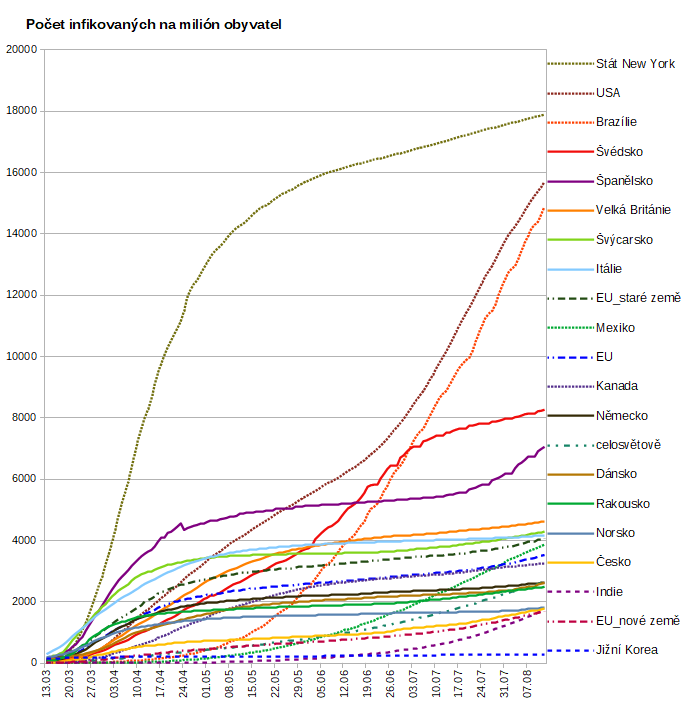 Počet infikovaných na milión obyvatel
20000
18000
16000
14000
12000
10000
8000
6000
4000
2000
0
13.03
20.03
27.03
03.04
10.04
17.04
24.04
01.05
08.05
15.05
22.05
29.05
05.06
12.06
19.06
26.06
03.07
10.07
17.07
24.07
31.07
07.08
Stát New York
USA
Brazílie
Švédsko
Španělsko
Velká Británie
Švýcarsko
Itálie
EU_staré země
Mexiko
EU
Kanada
Německo
celosvětově
Dánsko
Rakousko
Norsko
Česko
Indie
EU_nové země
Jižní Korea